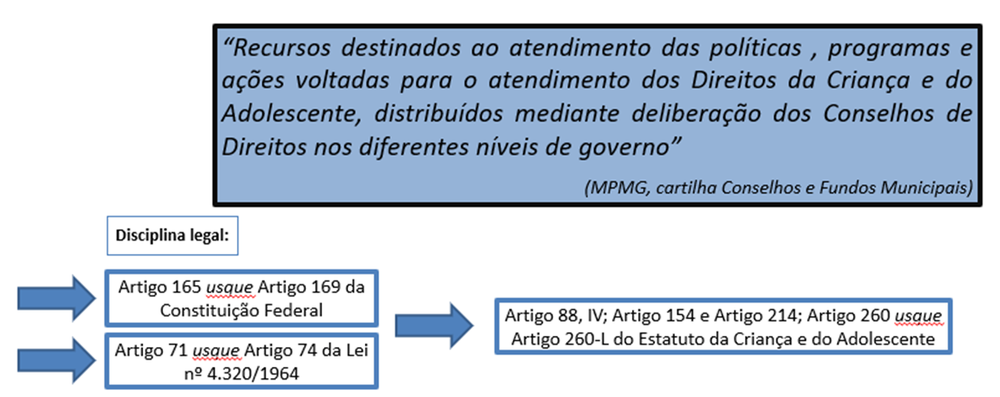 “Recursos destinados ao atendimento das políticas , programas e
ações voltadas para o atendimento dos Direitos da Criança e do
Adolescente, distribuídos mediante deliberação dos Conselhos de
Direitos nos diferentes níveis de governo”
(MPMG, cartilha Conselhos e Fundos Municipais)
Disciplina legal:
Artigo 165 usque Artigo 169 da
Constituição Federal
Artigo 71 usque Artigo 74 da Lei
nº 4.320/1964
Artigo 88, IV; Artigo 154 e Artigo 214; Artigo 260 usque
Artigo 260-L do Estatuto da Criança e do Adolescente